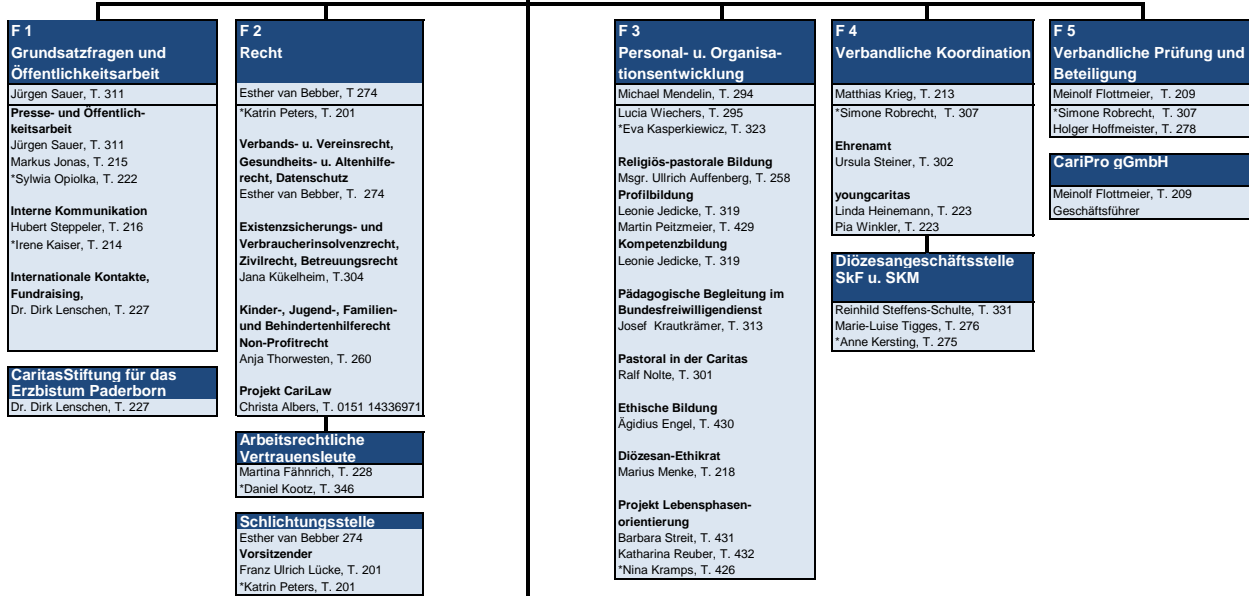 F 1
Grundsatzfragen und
Öffentlichkeitsarbeit
Jürgen Sauer, T. 311
Presse- und Öffentlich-
keitsarbeit
Jürgen Sauer, T. 311
Markus Jonas, T. 215
*Sylwia Opiolka, T. 222
Interne Kommunikation
Hubert Steppeler, T. 216
*Irene Kaiser, T. 214
Internationale Kontakte,
Fundraising,
Dr. Dirk Lenschen, T. 227
CaritasStiftung für das
Erzbistum Paderborn
Dr. Dirk Lenschen, T. 227
F 2
Recht
Esther van Bebber, T 274
*Katrin Peters, T. 201
Verbands- u. Vereinsrecht,
Gesundheits- u. Altenhilfe-
recht, Datenschutz
Esther van Bebber, T. 274
Existenzsicherungs- und
Verbraucherinsolvenzrecht,
Zivilrecht, Betreuungsrecht
Jana Kükelheim, T.304
Kinder-, Jugend-, Familien-
und Behindertenhilferecht
Non-Profitrecht
Anja Thorwesten, T. 260
Projekt CariLaw
Christa Albers, T. 0151 14336971
Arbeitsrechtliche
Vertrauensleute
Martina Fähnrich, T. 228
*Daniel Kootz, T. 346
Schlichtungsstelle
Esther van Bebber 274
Vorsitzender
Franz Ulrich Lücke, T. 201
*Katrin Peters, T. 201
F 3
Personal- u. Organisa-
tionsentwicklung
Michael Mendelin, T. 294
Lucia Wiechers, T. 295
*Eva Kasperkiewicz, T. 323
Religiös-pastorale Bildung
Msgr. Ullrich Auffenberg, T. 258
Profilbildung
Leonie Jedicke, T. 319
Martin Peitzmeier, T. 429
Kompetenzbildung
Leonie Jedicke, T. 319
Pädagogische Begleitung im
Bundesfreiwilligendienst
Josef Krautkrämer, T. 313
Pastoral in der Caritas
Ralf Nolte, T. 301
Ethische Bildung
Ägidius Engel, T. 430
Diözesan-Ethikrat
Marius Menke, T. 218
Projekt Lebensphasen-
orientierung
Barbara Streit, T. 431
Katharina Reuber, T. 432
*Nina Kramps, T. 426
F 4
Verbandliche Koordination
Matthias Krieg, T. 213
*Simone Robrecht, T. 307
Ehrenamt
Ursula Steiner, T. 302
youngcaritas
Linda Heinemann, T. 223
Pia Winkler, T. 223
Diözesangeschäftsstelle
SkF u. SKM
Reinhild Steffens-Schulte, T. 331
Marie-Luise Tigges, T. 276
*Anne Kersting, T. 275
F 5
Verbandliche Prüfung und
Beteiligung
Meinolf Flottmeier, T. 209
*Simone Robrecht, T. 307
Holger Hoffmeister, T. 278
CariPro gGmbH
Meinolf Flottmeier, T. 209
Geschäftsführer